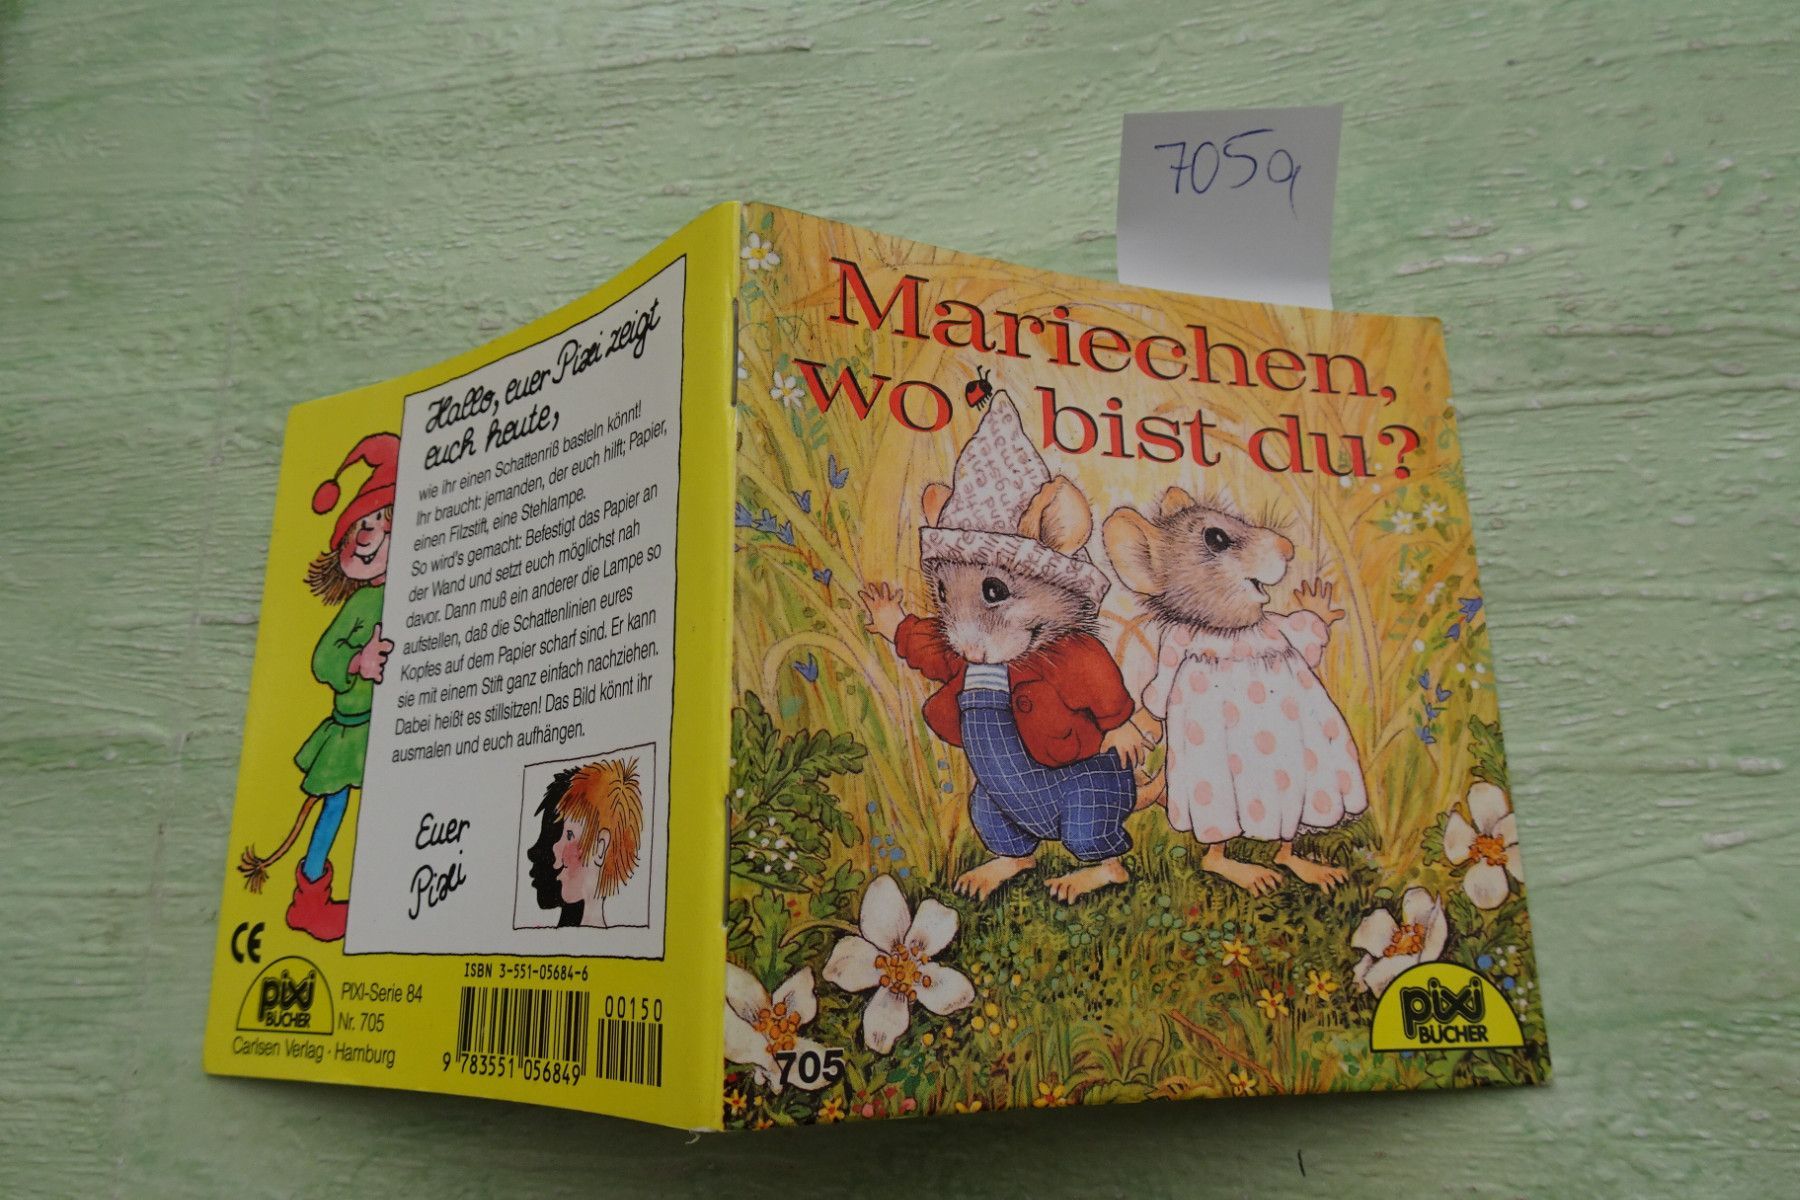 705a
Mariechen,
wo bist du?
pixi
BÜCHER
705
Hallo, euer Pixi zeigt
euch heute,
wie ihr einen Schattenriß basteln könnt!
Ihr braucht: jemanden, der euch hilft; Papier,
einen Filzstift, eine Stehlampe.
So wird's gemacht: Befestigt das Papier an
der Wand und setzt euch möglichst nah
davor. Dann muß ein anderer die Lampe so
aufstellen, daß die Schattenlinien eures
Kopfes auf dem Papier scharf sind. Er kann
sie mit einem Stift ganz einfach nachziehen.
Dabei heißt es stillsitzen! Das Bild könnt ihr
ausmalen und euch aufhängen.
Euer
Pixi
CE
pixi
BÜCHER
PIXI-Serie 84
Nr. 705
Carlsen Verlag · Hamburg
ISBN 3-551-05684-6
00150
9 783551 056849